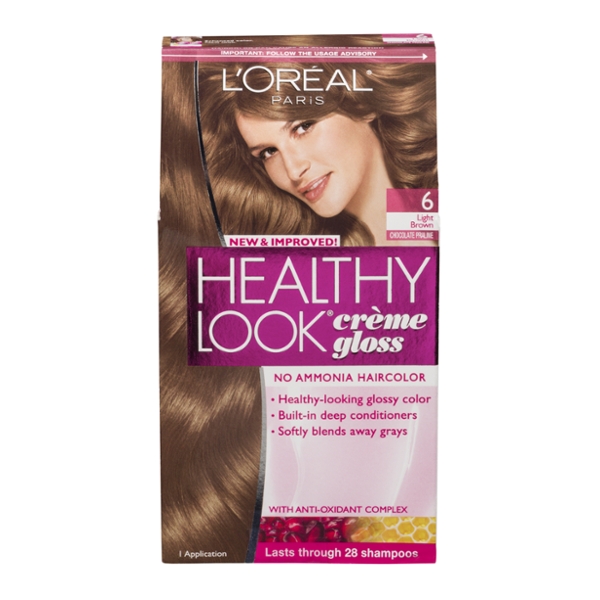 6
IMPORTANT: FOLLOW THE USAGE ADVISORY
L'ORÉAL®
PARiS
6
Light
Brown
CHOCOLATE PRALINE
NEW & IMPROVED!
HEALTHY
LOOK® crème
gloss
NO AMMONIA HAIRCOLOR
• Healthy-looking glossy color
• Built-in deep conditioners
• Softly blends away grays
WITH ANTI-OXIDANT COMPLEX
1 Application
Lasts through 28 shampoos